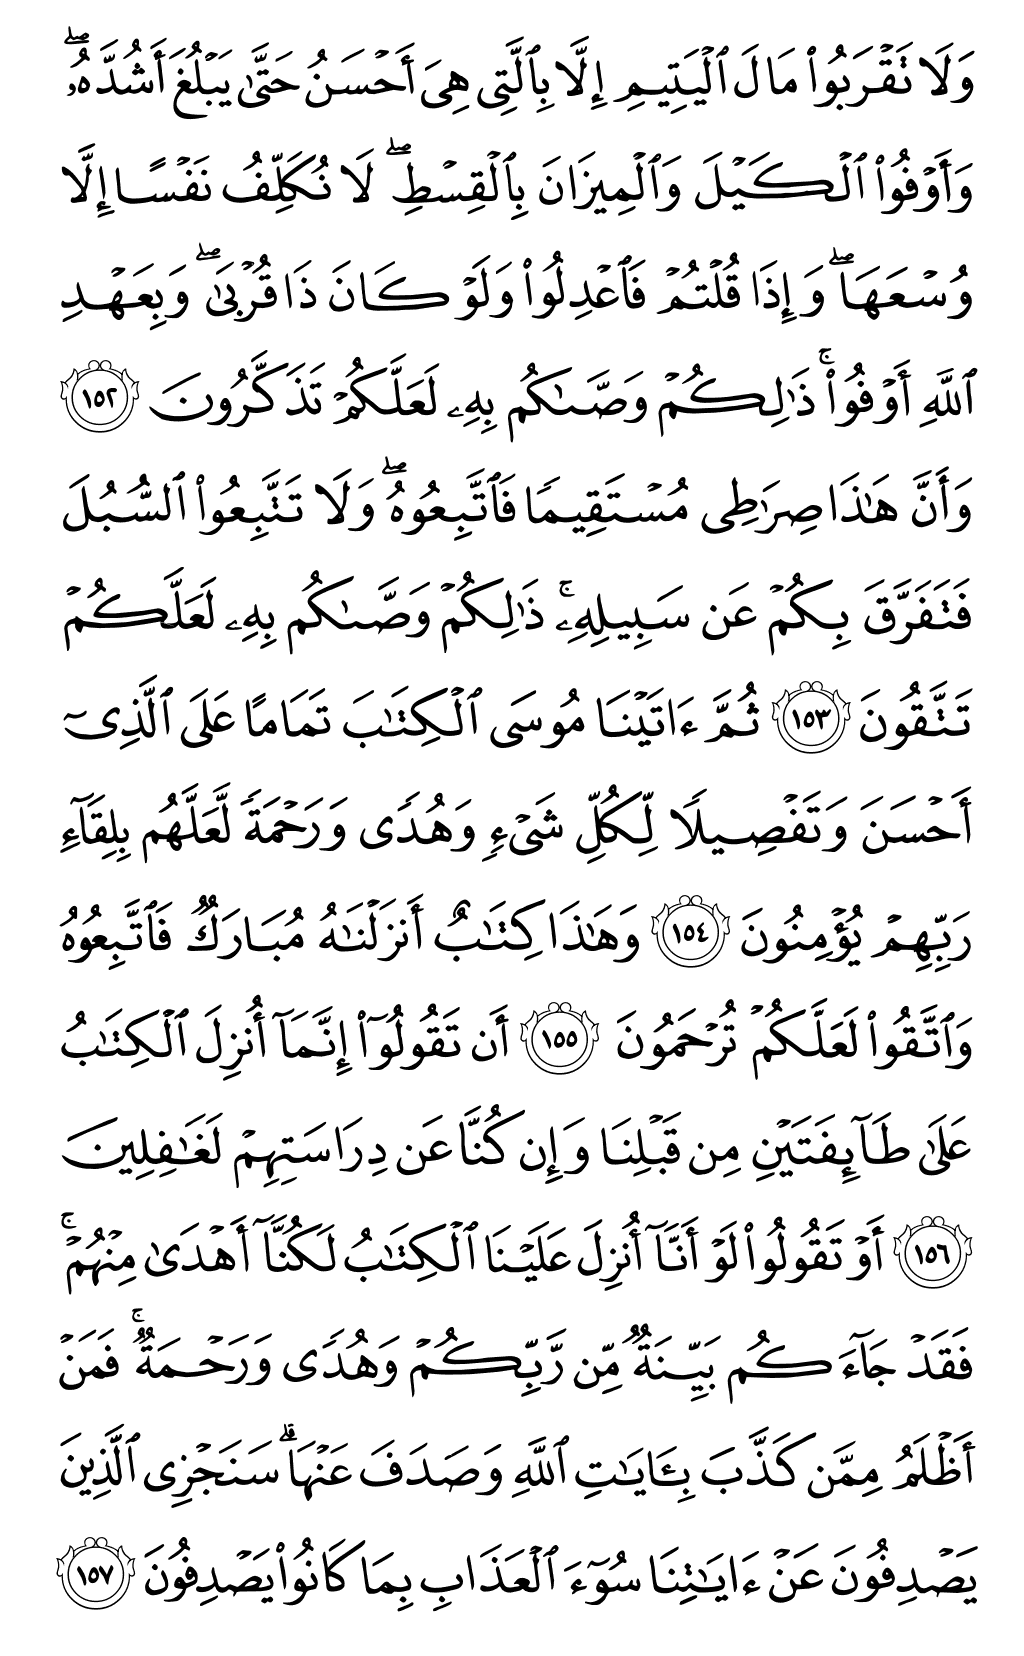 وَلَا تَقۡرَبُواْ مَالَ ٱلۡيَتِيمِ إِلَّا بِٱلَّتِي هِيَ أَحۡسَنُ حَتَّىٰ يَبۡلُغَ أَشُدَّهُۥۖ
وَأَوۡفُواْ ٱلۡكَيۡلَ وَٱلۡمِيزَانَ بِٱلۡقِسۡطِۖ لَا نُكَلِّفُ نَفۡسًا إِلَّا
وُسۡعَهَاۖ وَإِذَا قُلۡتُمۡ فَٱعۡدِلُواْ وَلَوۡ كَانَ ذَا قُرۡبَىٰۖ وَبِعَهۡدِ
ٱللَّهِ أَوۡفُواْۚ ذَٰلِكُمۡ وَصَّىٰكُم بِهِۦ لَعَلَّكُمۡ تَذَكَّرُونَ ١٥٢
وَأَنَّ هَٰذَا صِرَٰطِي مُسۡتَقِيمٗا فَٱتَّبِعُوهُۖ وَلَا تَتَّبِعُواْ ٱلسُّبُلَ
فَتَفَرَّقَ بِكُمۡ عَن سَبِيلِهِۦۚ ذَٰلِكُمۡ وَصَّىٰكُم بِهِۦ لَعَلَّكُمۡ
تَتَّقُونَ ١٥٣ ثُمَّ ءَاتَيۡنَا مُوسَى ٱلۡكِتَٰبَ تَمَامًا عَلَى ٱلَّذِيٓ
أَحۡسَنَ وَتَفۡصِيلٗا لِّكُلِّ شَيۡءٖ وَهُدٗى وَرَحۡمَةٗ لَّعَلَّهُم بِلِقَآءِ
رَبِّهِمۡ يُؤۡمِنُونَ ١٥٤ وَهَٰذَا كِتَٰبٌ أَنزَلۡنَٰهُ مُبَارَكٞ فَٱتَّبِعُوهُ
وَٱتَّقُواْ لَعَلَّكُمۡ تُرۡحَمُونَ ١٥٥ أَن تَقُولُوٓاْ إِنَّمَآ أُنزِلَ ٱلۡكِتَٰبُ
عَلَىٰ طَآئِفَتَيۡنِ مِن قَبۡلِنَا وَإِن كُنَّا عَن دِرَاسَتِهِمۡ لَغَٰفِلِينَ
١٥٦ أَوۡ تَقُولُواْ لَوۡ أَنَّآ أُنزِلَ عَلَيۡنَا ٱلۡكِتَٰبُ لَكُنَّآ أَهۡدَىٰ مِنۡهُمۡۚ
فَقَدۡ جَآءَكُم بَيِّنَةٞ مِّن رَّبِّكُمۡ وَهُدٗى وَرَحۡمَةٞۚ فَمَنۡ
أَظۡلَمُ مِمَّن كَذَّبَ بِـَٔايَٰتِ ٱللَّهِ وَصَدَفَ عَنۡهَاۗ سَنَجۡزِي ٱلَّذِينَ
يَصۡدِفُونَ عَنۡ ءَايَٰتِنَا سُوٓءَ ٱلۡعَذَابِ بِمَا كَانُواْ يَصۡدِفُونَ ١٥٧